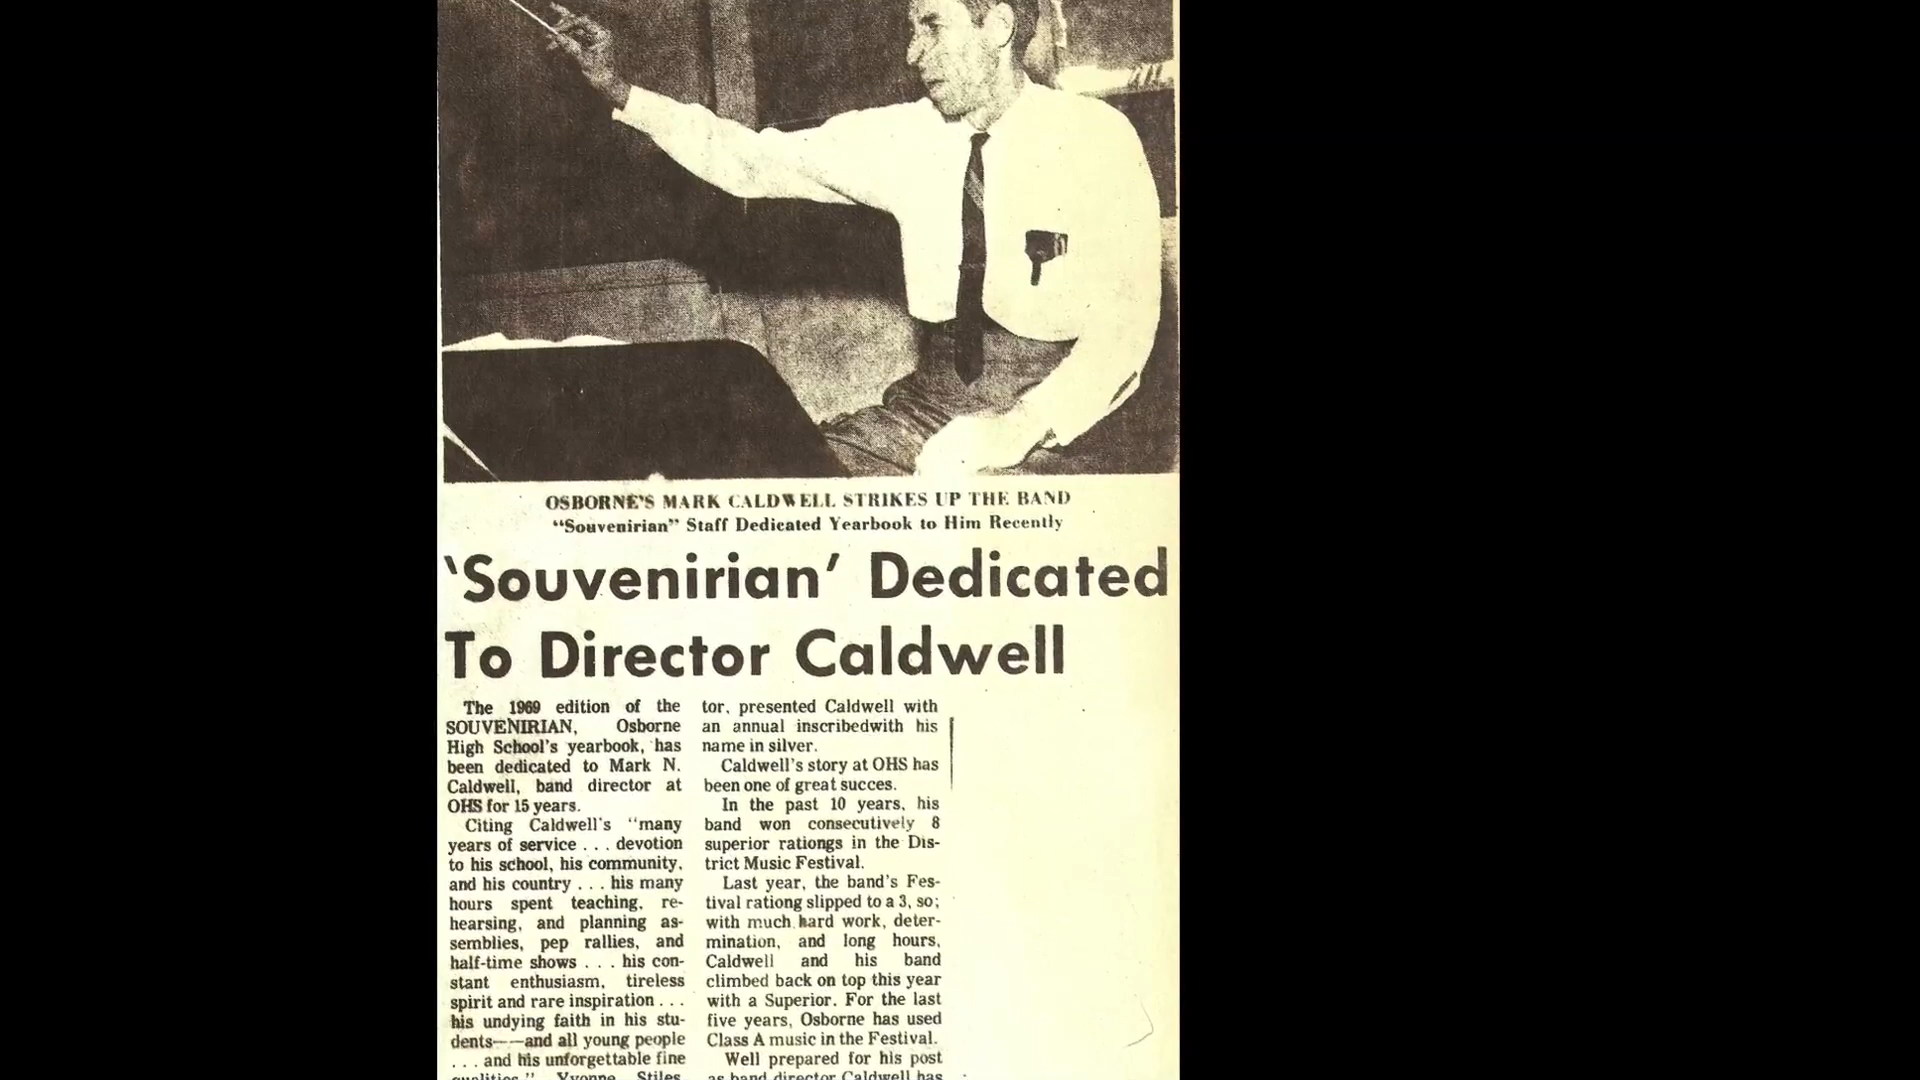 OSBORNE'S MARK CALDWELL STRIKES UP THE BAND
"Souvenirian" Staff Dedicated Yearbook to Him Recently
'Souvenirian' Dedicated
To Director Caldwell
The 1969 edition of the
SOUVENIRIAN, Osborne
High School's yearbook, has
been dedicated to Mark N.
Caldwell, band director at
OHS for 15 years.
Citing Caldwell's "many
years of service . . . devotion
to his school, his community,
and his country . . . his many
hours spent teaching, re-
hearsing, and planning as-
semblies, pep rallies, and
half-time shows . . . his con-
stant enthusiasm, tireless
spirit and rare inspiration . . .
his undying faith in his stu-
dents——and all young people
. . . and his unforgettable fine
qualities." Yvonne Stiles,
tor, presented Caldwell with
an annual inscribedwith his
name in silver.
Caldwell's story at OHS has
been one of great succes.
In the past 10 years, his
band won consecutively 8
superior rationgs in the Dis-
trict Music Festival.
Last year, the band's Fes-
tival rationg slipped to a 3, so;
with much hard work, deter-
mination, and long hours,
Caldwell and his band
climbed back on top this year
with a Superior. For the last
five years, Osborne has used
Class A music in the Festival.
Well prepared for his post
as band director Caldwell has